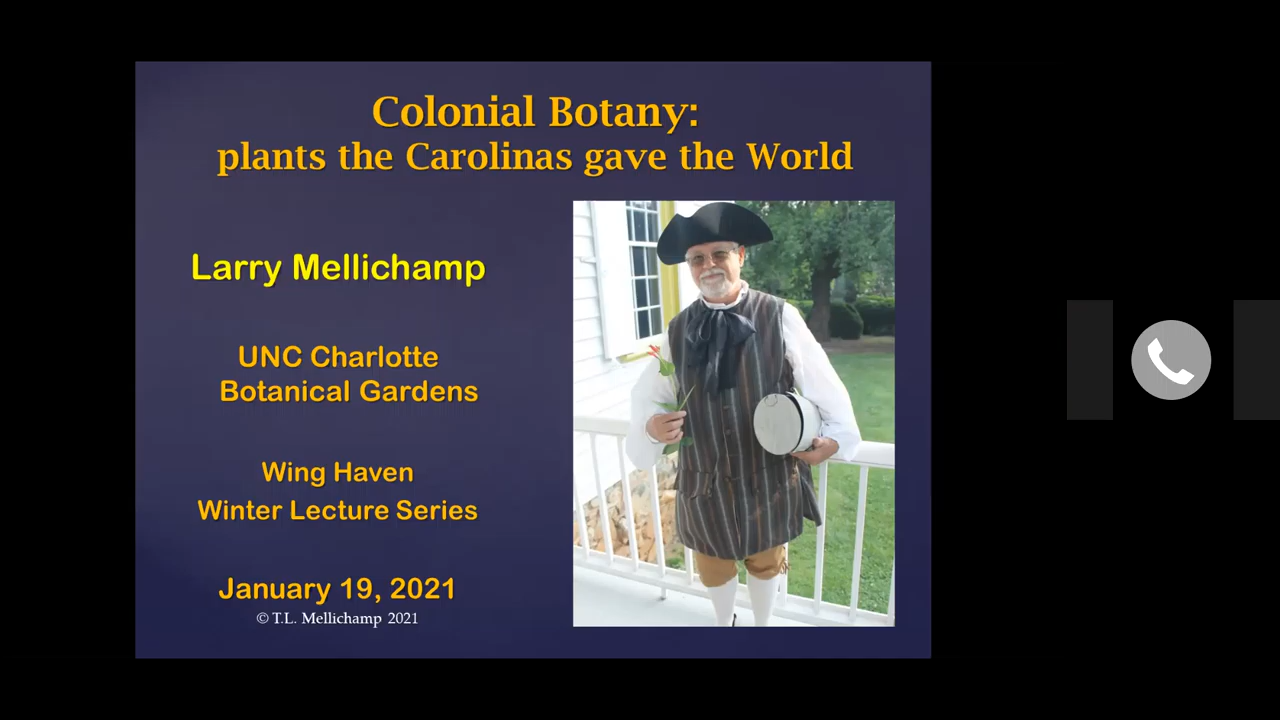 Colonial Botany:
plants the Carolinas gave the World
Larry Mellichamp
UNC Charlotte
Botanical Gardens
Wing Haven
Winter Lecture Series
January 19, 2021
© T.L. Mellichamp 2021